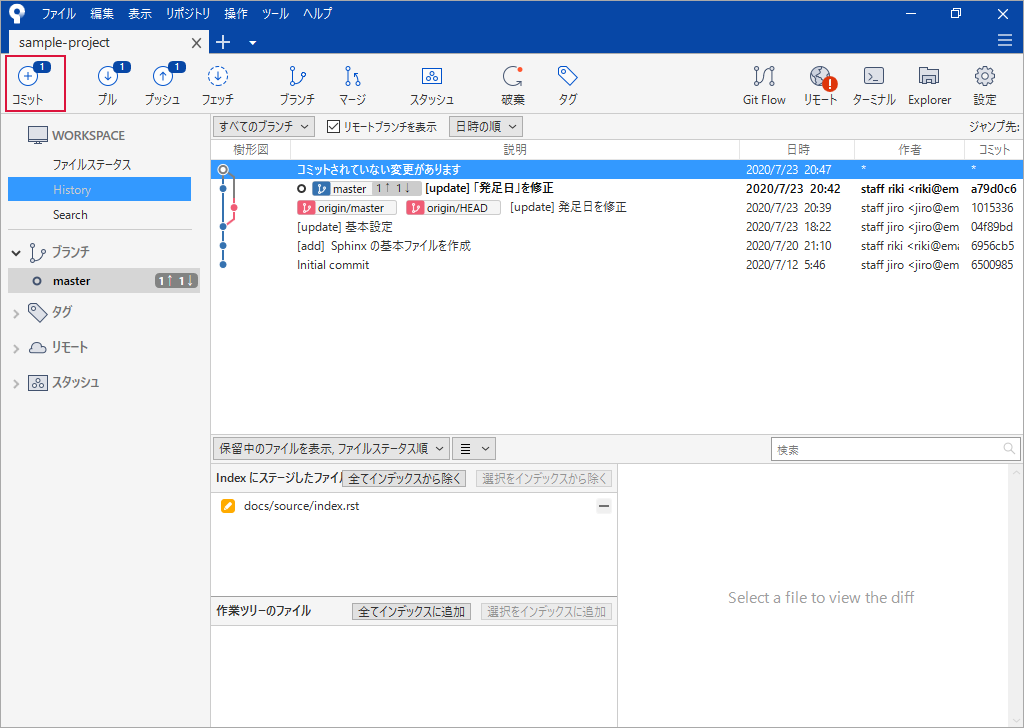 ファイル 編集 表示 リポジトリ 操作 ツール ヘルプ
sample-project
1 1 1
コミット プル プッシュ フェッチ ブランチ マージ スタッシュ 破棄 タグ Git Flow リモート ターミナル Explorer 設定
WORKSPACE
ファイルステータス
History
Search
ブランチ
master 1↑ 1↓
タグ
リモート
スタッシュ
すべてのブランチ リモートブランチを表示 日時の順 ジャンプ先:
樹形図 説明 日時 作者 コミット
コミットされていない変更があります 2020/7/23 20:47 * *
master 1↑ 1↓ [update] 「発足日」を修正 2020/7/23 20:42 staff riki <riki@em a79d0c6
origin/master origin/HEAD [update] 発足日を修正 2020/7/23 20:39 staff jiro <jiro@em 1015336
[update] 基本設定 2020/7/23 18:22 staff jiro <jiro@em 04f89bd
[add] Sphinx の基本ファイルを作成 2020/7/20 21:10 staff riki <riki@ema 6956cb5
Initial commit 2020/7/12 5:46 staff jiro <jiro@em 6500985
保留中のファイルを表示, ファイルステータス順 検索
Index にステージしたファイル 全てインデックスから除く 選択をインデックスから除く
docs/source/index.rst
作業ツリーのファイル 全てインデックスに追加 選択をインデックスに追加
Select a file to view the diff